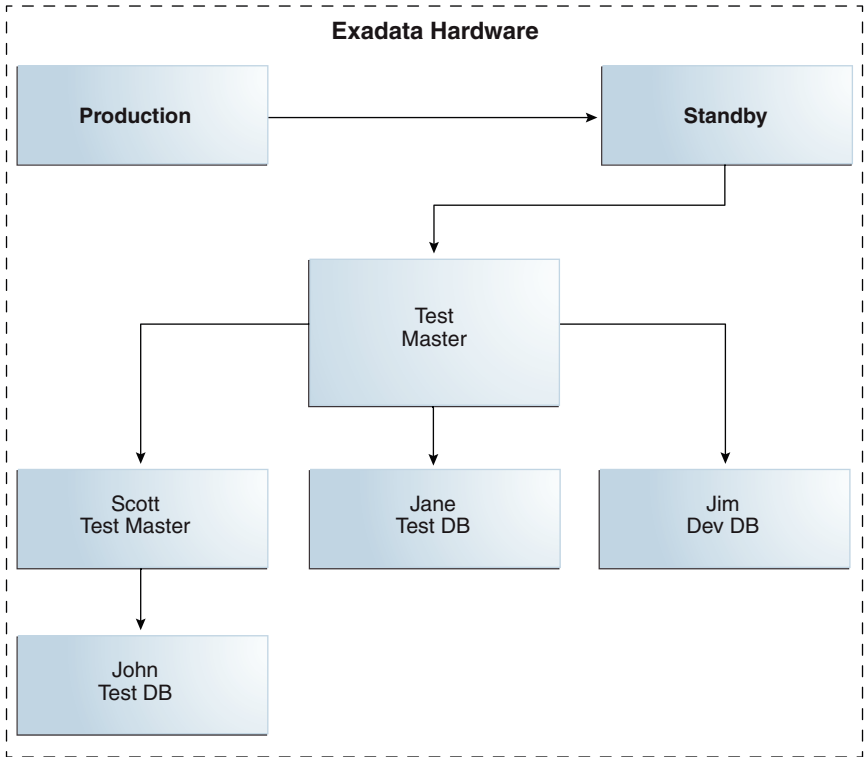 Exadata Hardware
Production
Standby
Test
Master
Scott
Test Master
Jane
Test DB
Jim
Dev DB
John
Test DB